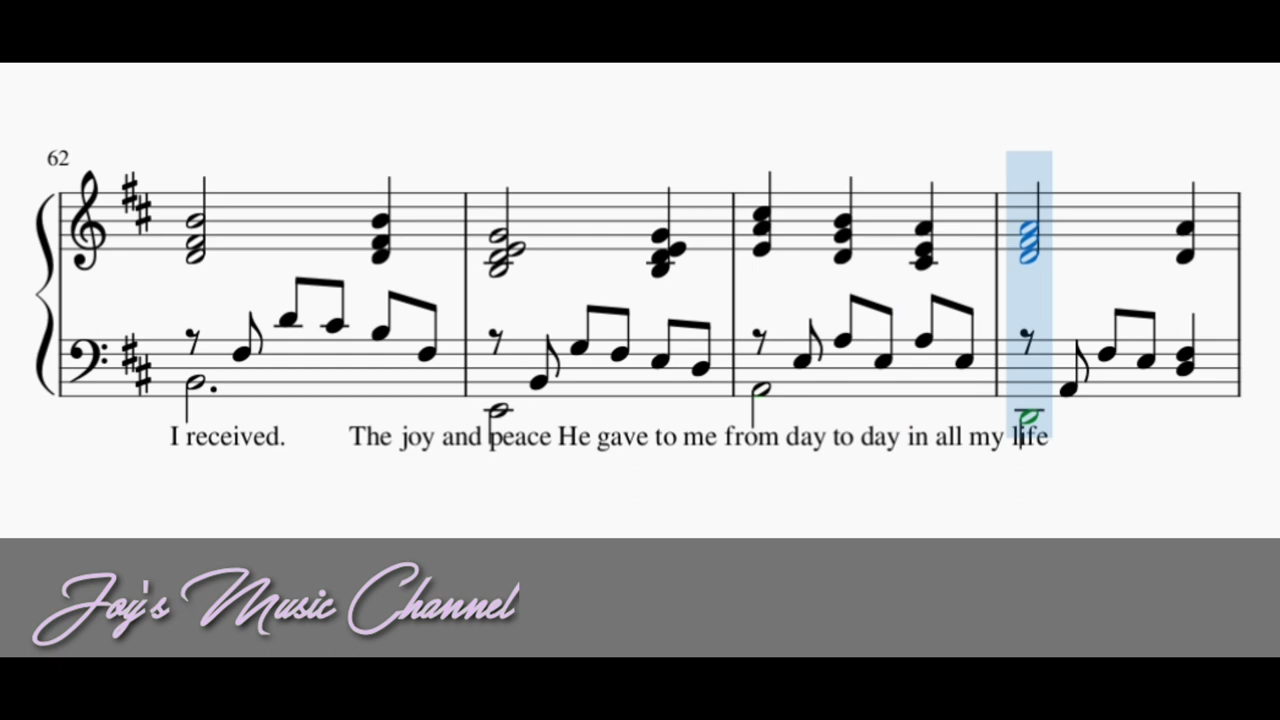 62
I received. The joy and peace He gave to me from day to day in all my life
Joy's Music Channel